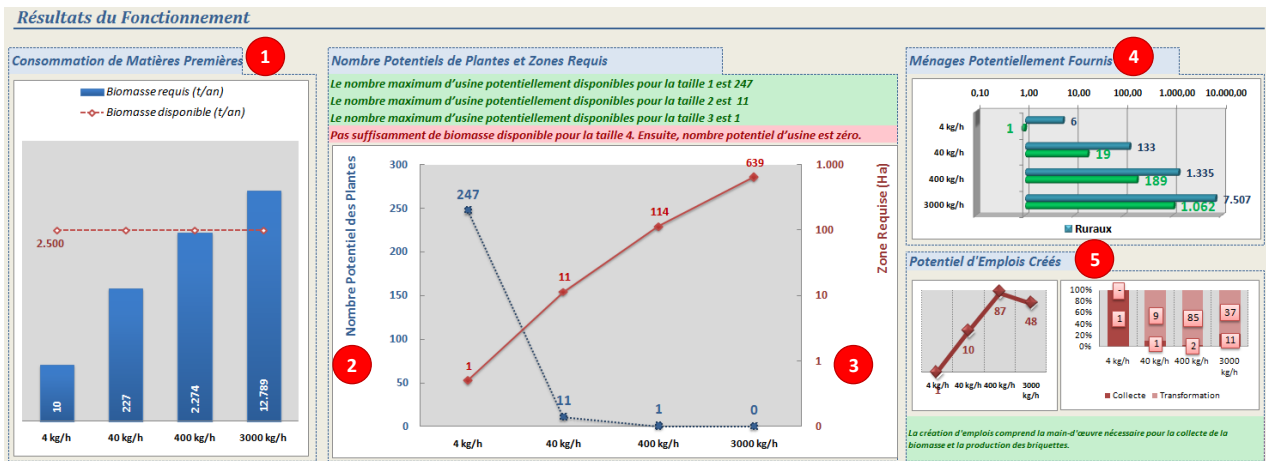 Résultats du Fonctionnement
Consommation de Matières Premières
1
Biomasse requis (t/an)
Biomasse disponible (t/an)
2.500
10
227
2.274
12.789
4 kg/h
40 kg/h
400 kg/h
3000 kg/h
Nombre Potentiels de Plantes et Zones Requis
Le nombre maximum d'usine potentiellement disponibles pour la taille 1 est 247
Le nombre maximum d'usine potentiellement disponibles pour la taille 2 est 11
Le nombre maximum d'usine potentiellement disponibles pour la taille 3 est 1
Pas suffisamment de biomasse disponible pour la taille 4. Ensuite, nombre potentiel d'usine est zéro.
Nombre Potentiel des Plantes
300
250
200
150
100
50
0
247
11
1
0
1
11
114
639
Zone Requise (Ha)
1.000
100
10
1
0
2
3
4 kg/h
40 kg/h
400 kg/h
3000 kg/h
Ménages Potentiellement Fournis
4
0,10
1,00
10,00
100,00
1.000,00
10.000,00
4 kg/h
6
1
40 kg/h
133
19
400 kg/h
1.335
189
3000 kg/h
7.507
1.062
Ruraux
Potentiel d'Emplois Créés
5
1
10
87
48
4 kg/h
40 kg/h
400 kg/h
3000 kg/h
100%
80%
60%
40%
20%
0%
-
1
9
1
85
2
37
11
4 kg/h
40 kg/h
400 kg/h
3000 kg/h
Collecte
Transformation
La création d'emplois comprend la main-d'œuvre nécessaire pour la collecte de la
biomasse et la production des briquettes.